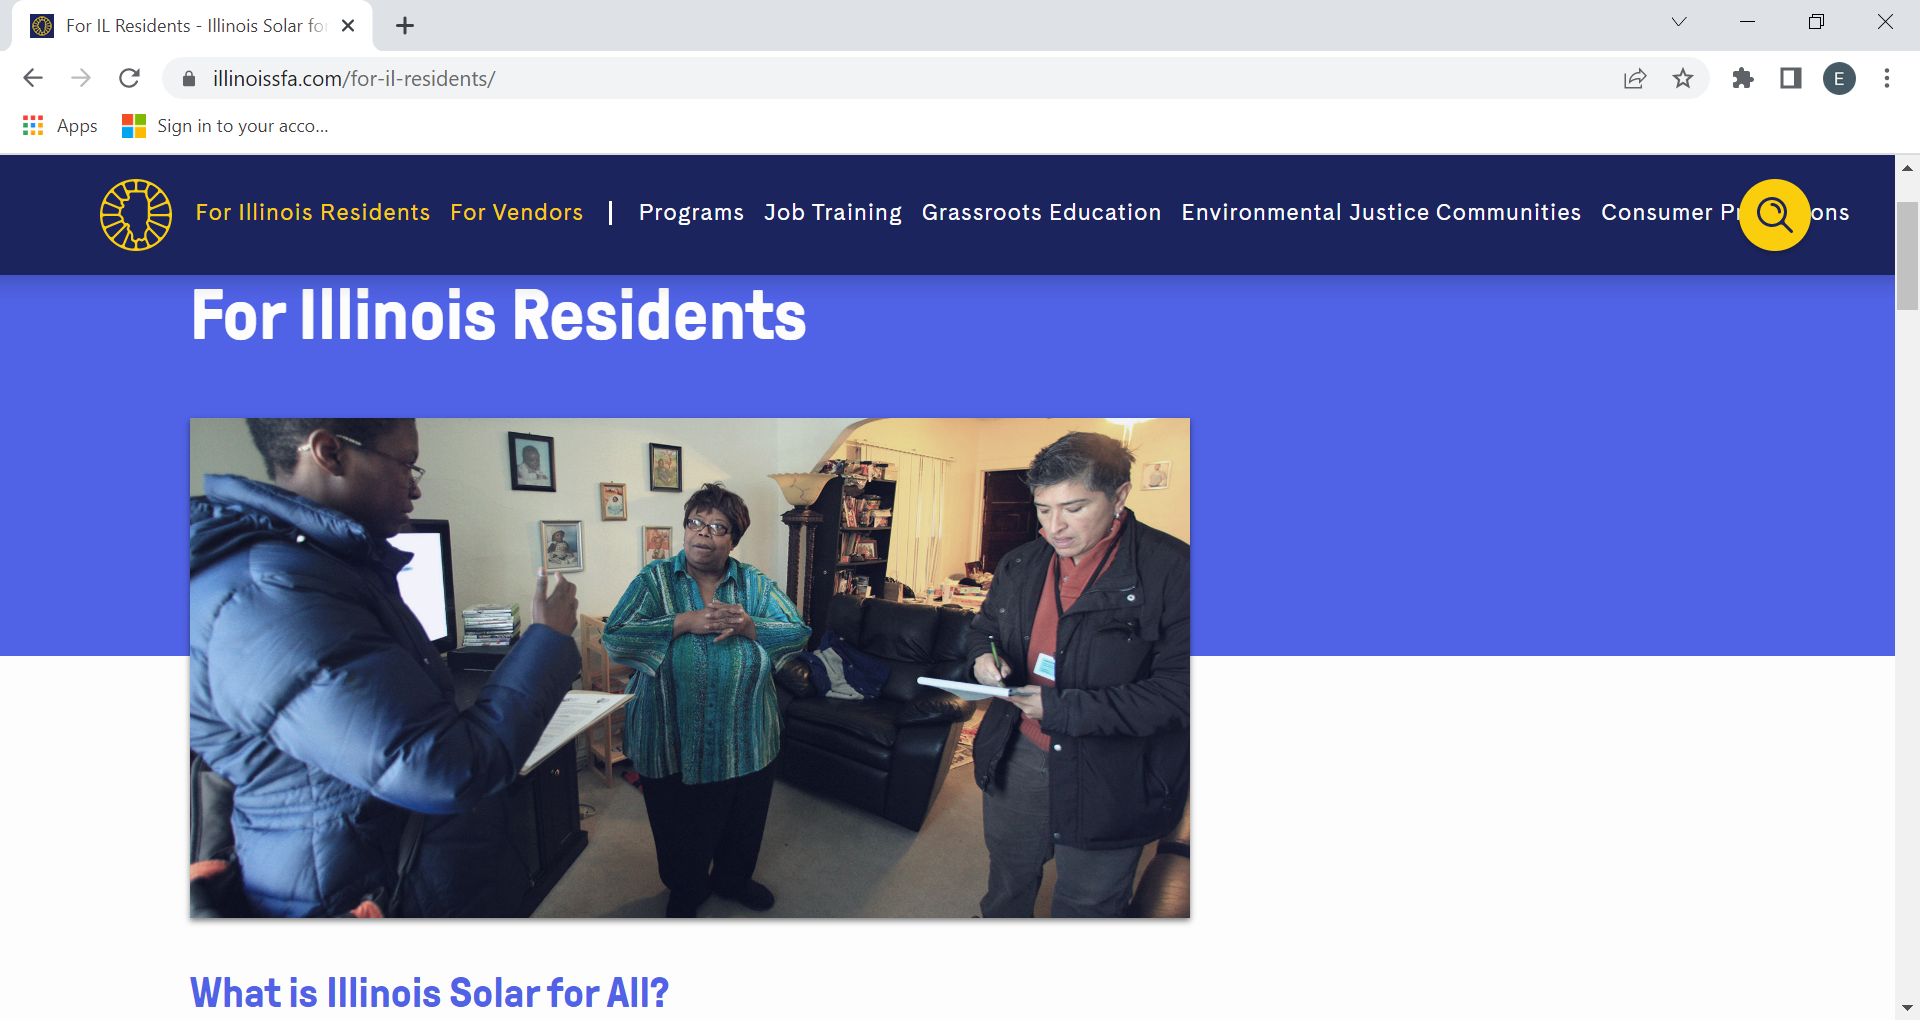 For IL Residents - Illinois Solar fo
illinoissfa.com/for-il-residents/
E
Apps
Sign in to your acco...
For Illinois Residents For Vendors | Programs Job Training Grassroots Education Environmental Justice Communities Consumer Pr ons
For Illinois Residents
What is Illinois Solar for All?